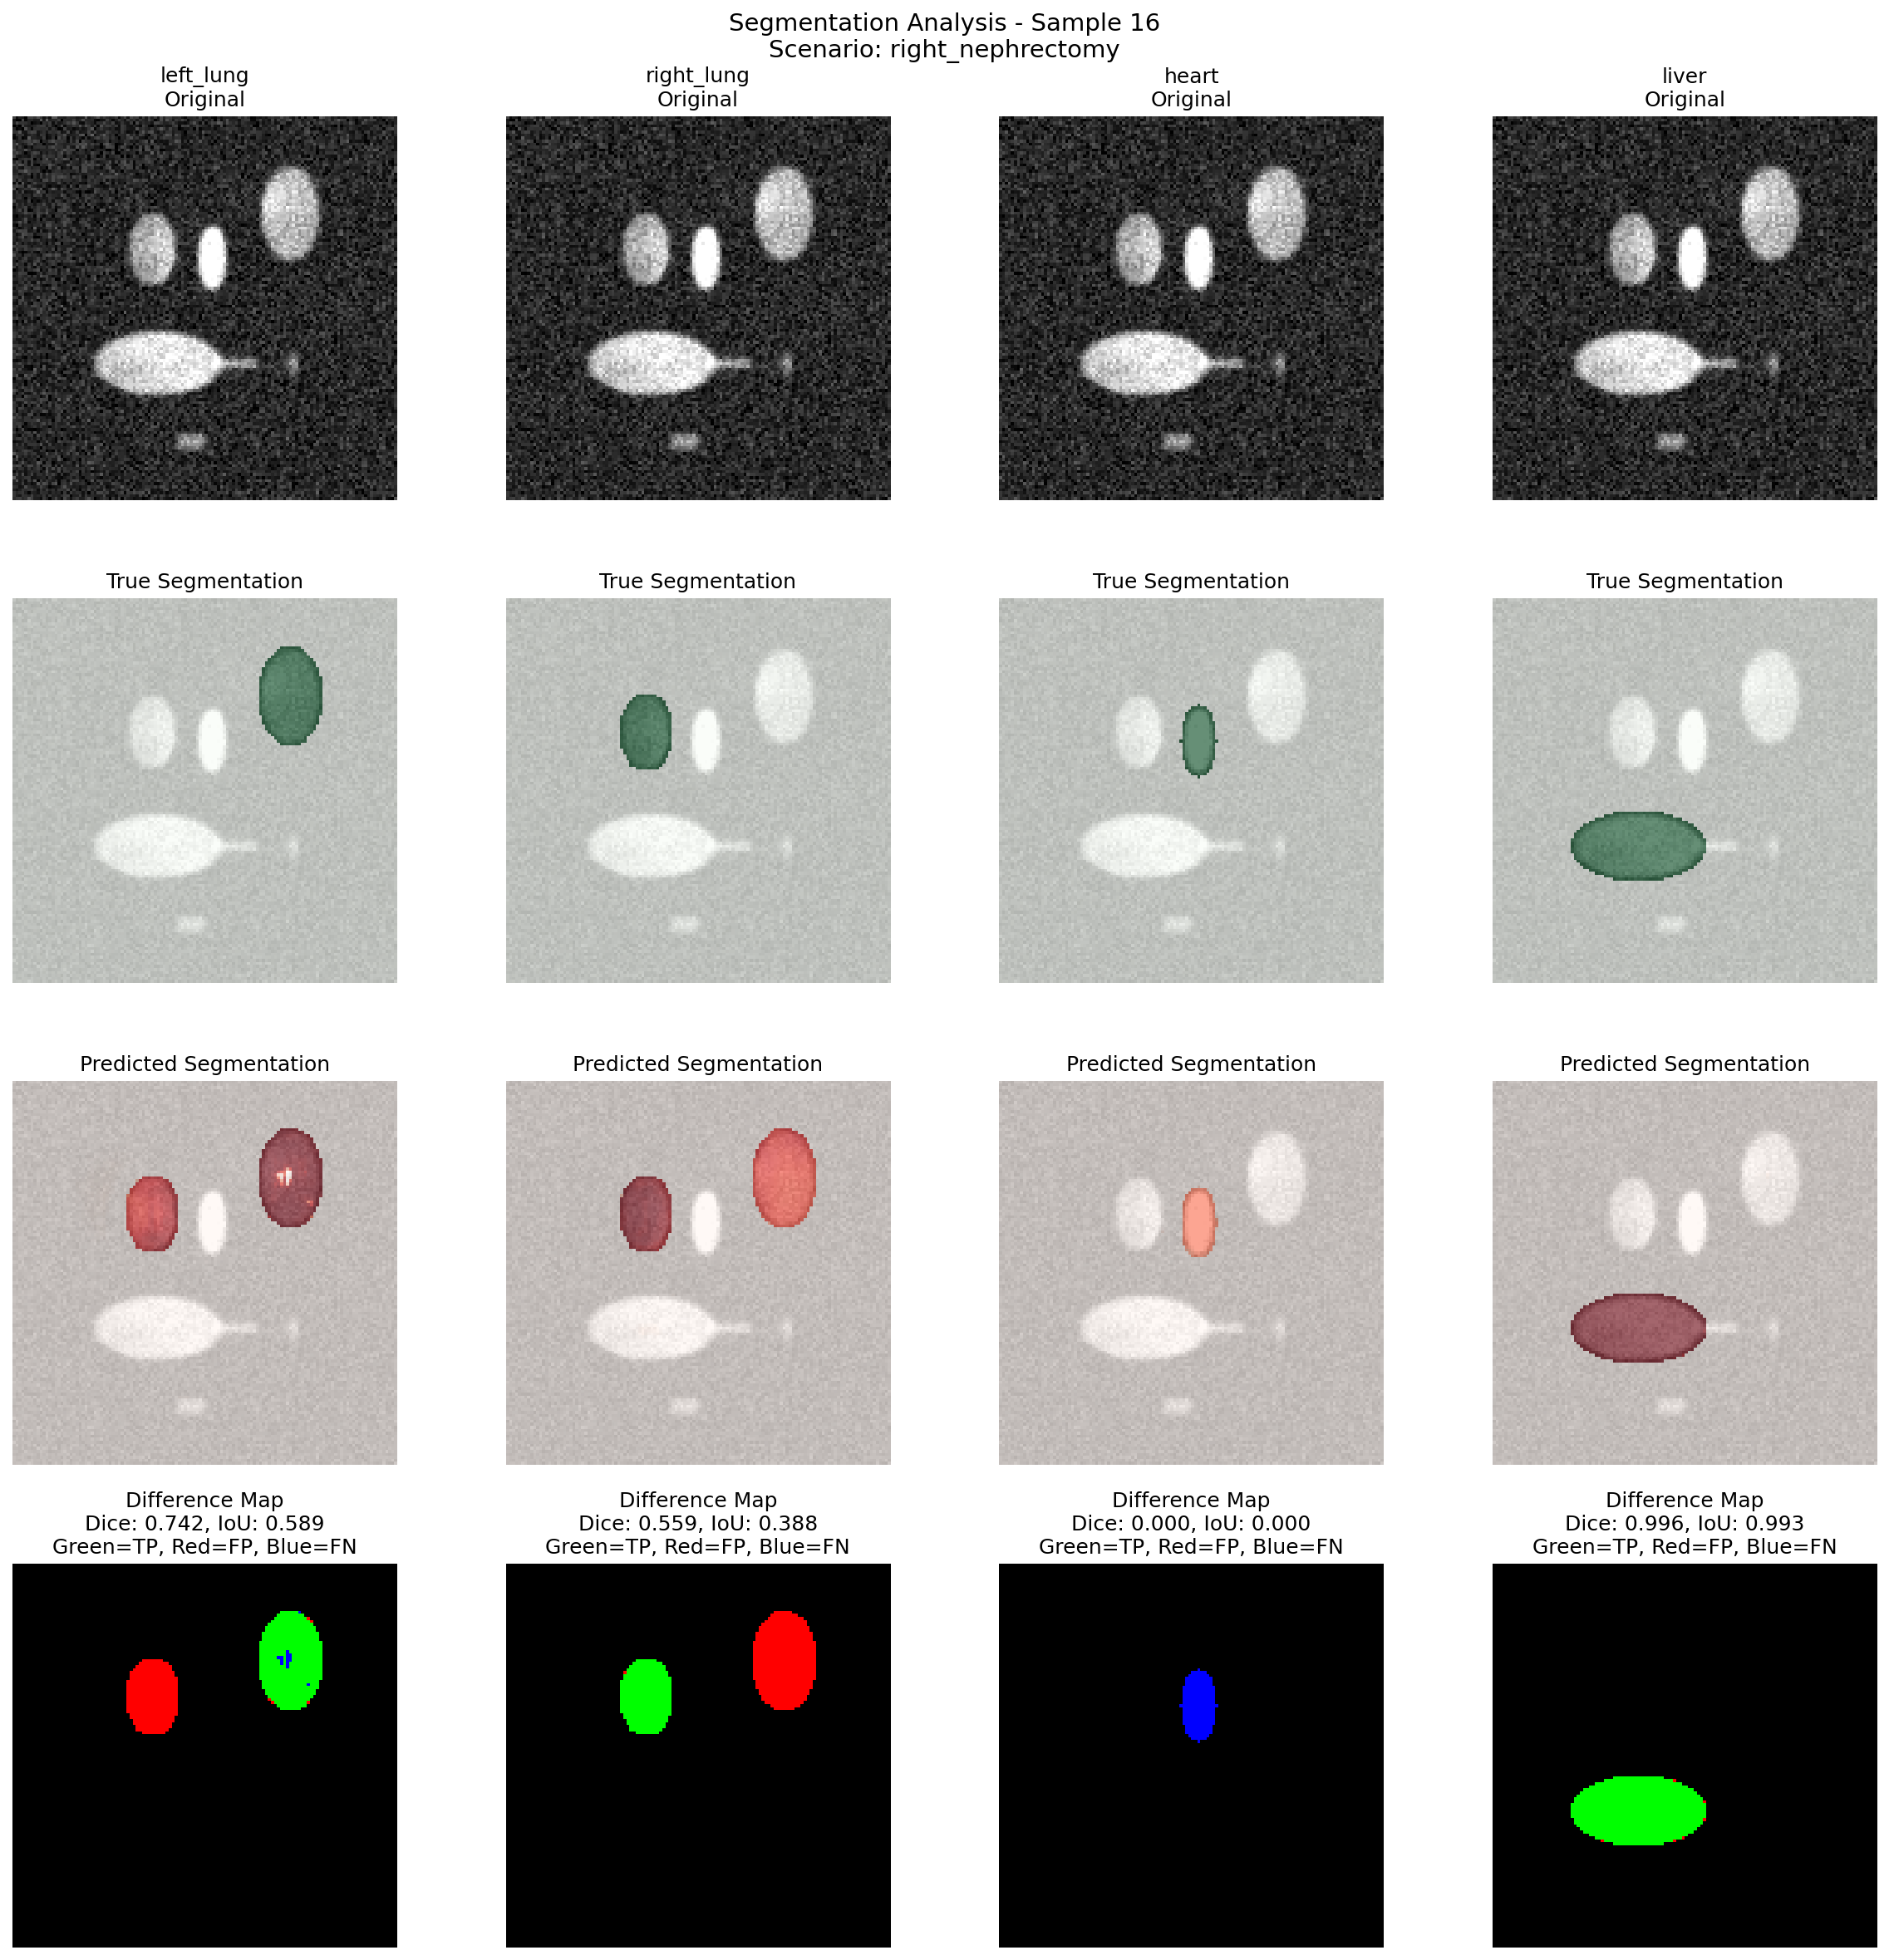 Segmentation Analysis - Sample 16
Scenario: right_nephrectomy
left_lung
Original
right_lung
Original
heart
Original
liver
Original
True Segmentation
True Segmentation
True Segmentation
True Segmentation
Predicted Segmentation
Predicted Segmentation
Predicted Segmentation
Predicted Segmentation
Difference Map
Dice: 0.742, IoU: 0.589
Green=TP, Red=FP, Blue=FN
Difference Map
Dice: 0.559, IoU: 0.388
Green=TP, Red=FP, Blue=FN
Difference Map
Dice: 0.000, IoU: 0.000
Green=TP, Red=FP, Blue=FN
Difference Map
Dice: 0.996, IoU: 0.993
Green=TP, Red=FP, Blue=FN